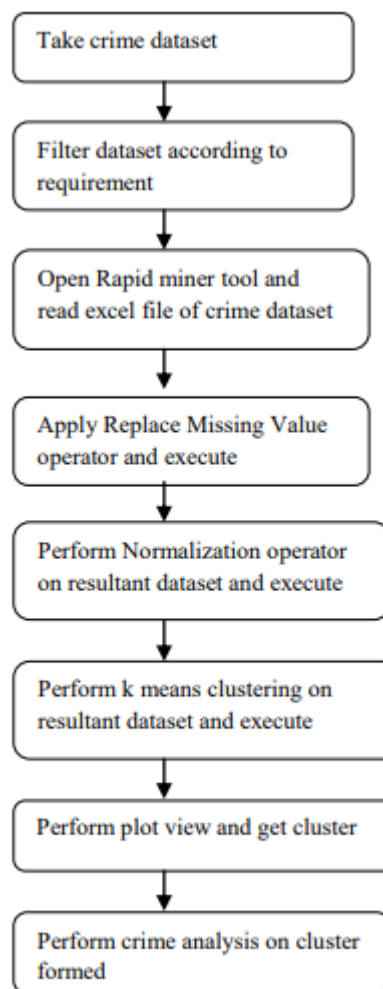 Take crime dataset
Filter dataset according to
requirement
Open Rapid miner tool and
read excel file of crime dataset
Apply Replace Missing Value
operator and execute
Perform Normalization operator
on resultant dataset and execute
Perform k means clustering on
resultant dataset and execute
Perform plot view and get cluster
Perform crime analysis on cluster
formed